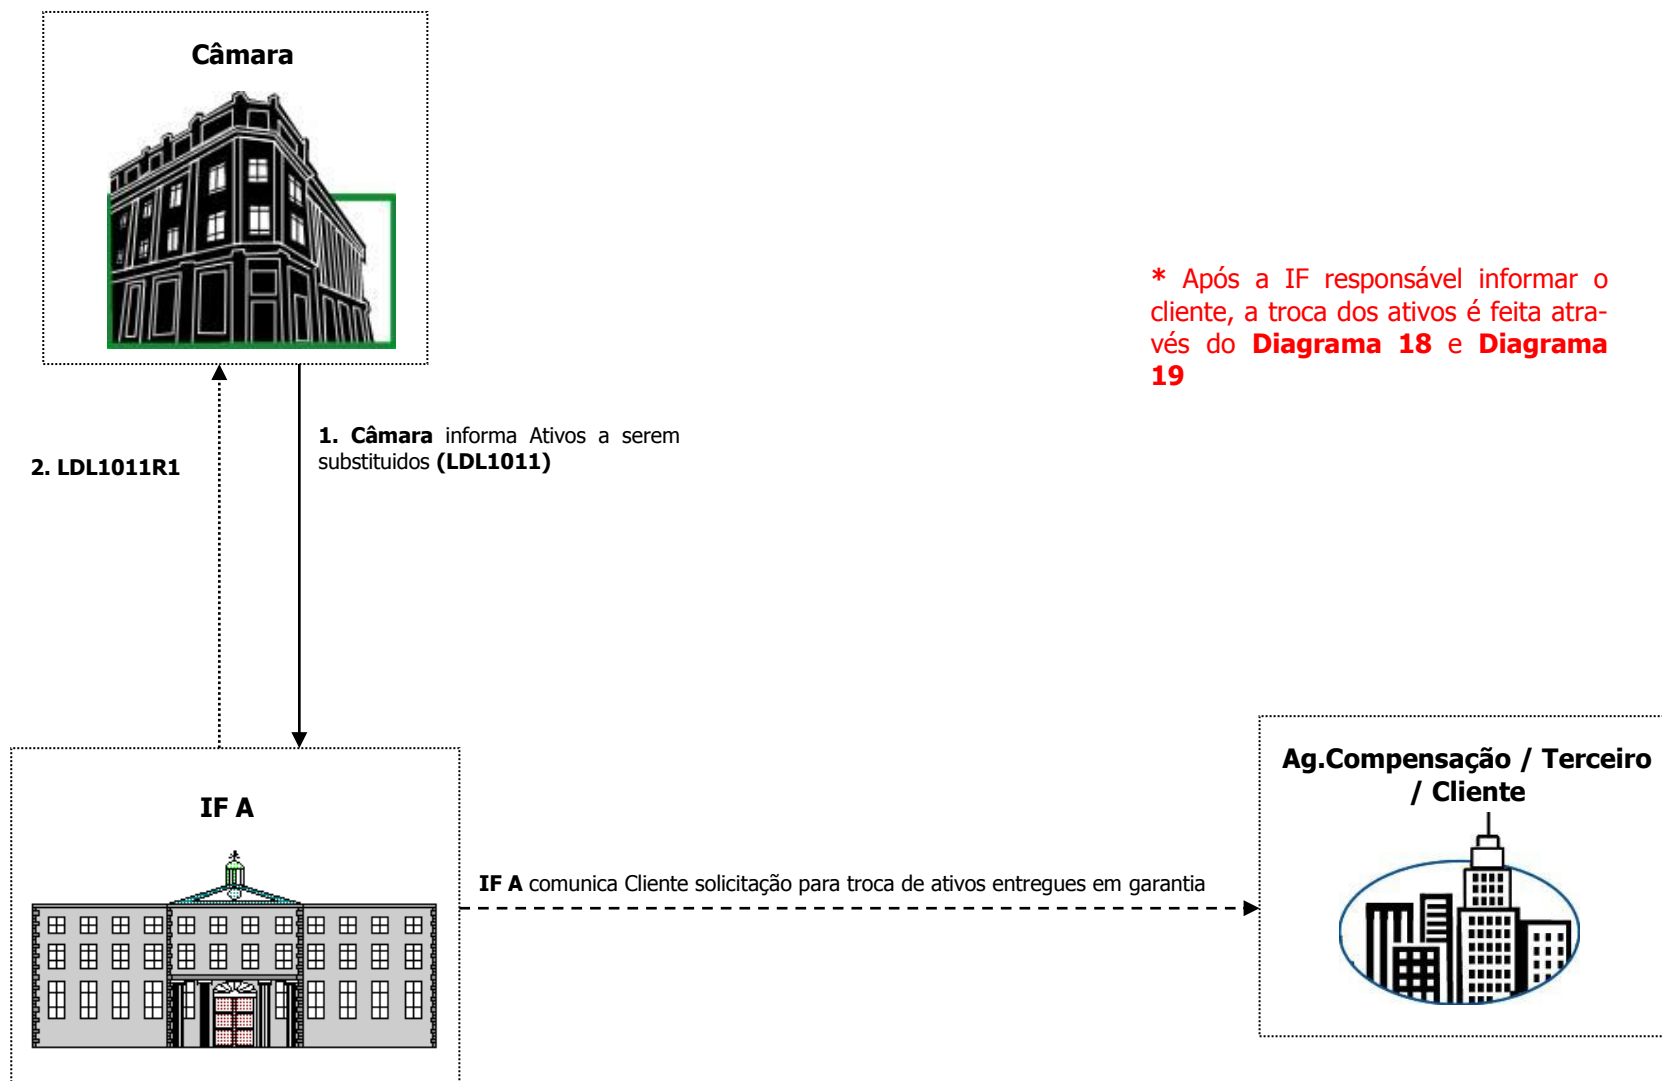 Câmara
* Após a IF responsável informar o
cliente, a troca dos ativos é feita atra-
vés do Diagrama 18 e Diagrama
19
1. Câmara informa Ativos a serem
substituidos (LDL1011)
2. LDL1011R1
IF A
IF A comunica Cliente solicitação para troca de ativos entregues em garantia
Ag.Compensação / Terceiro
/ Cliente